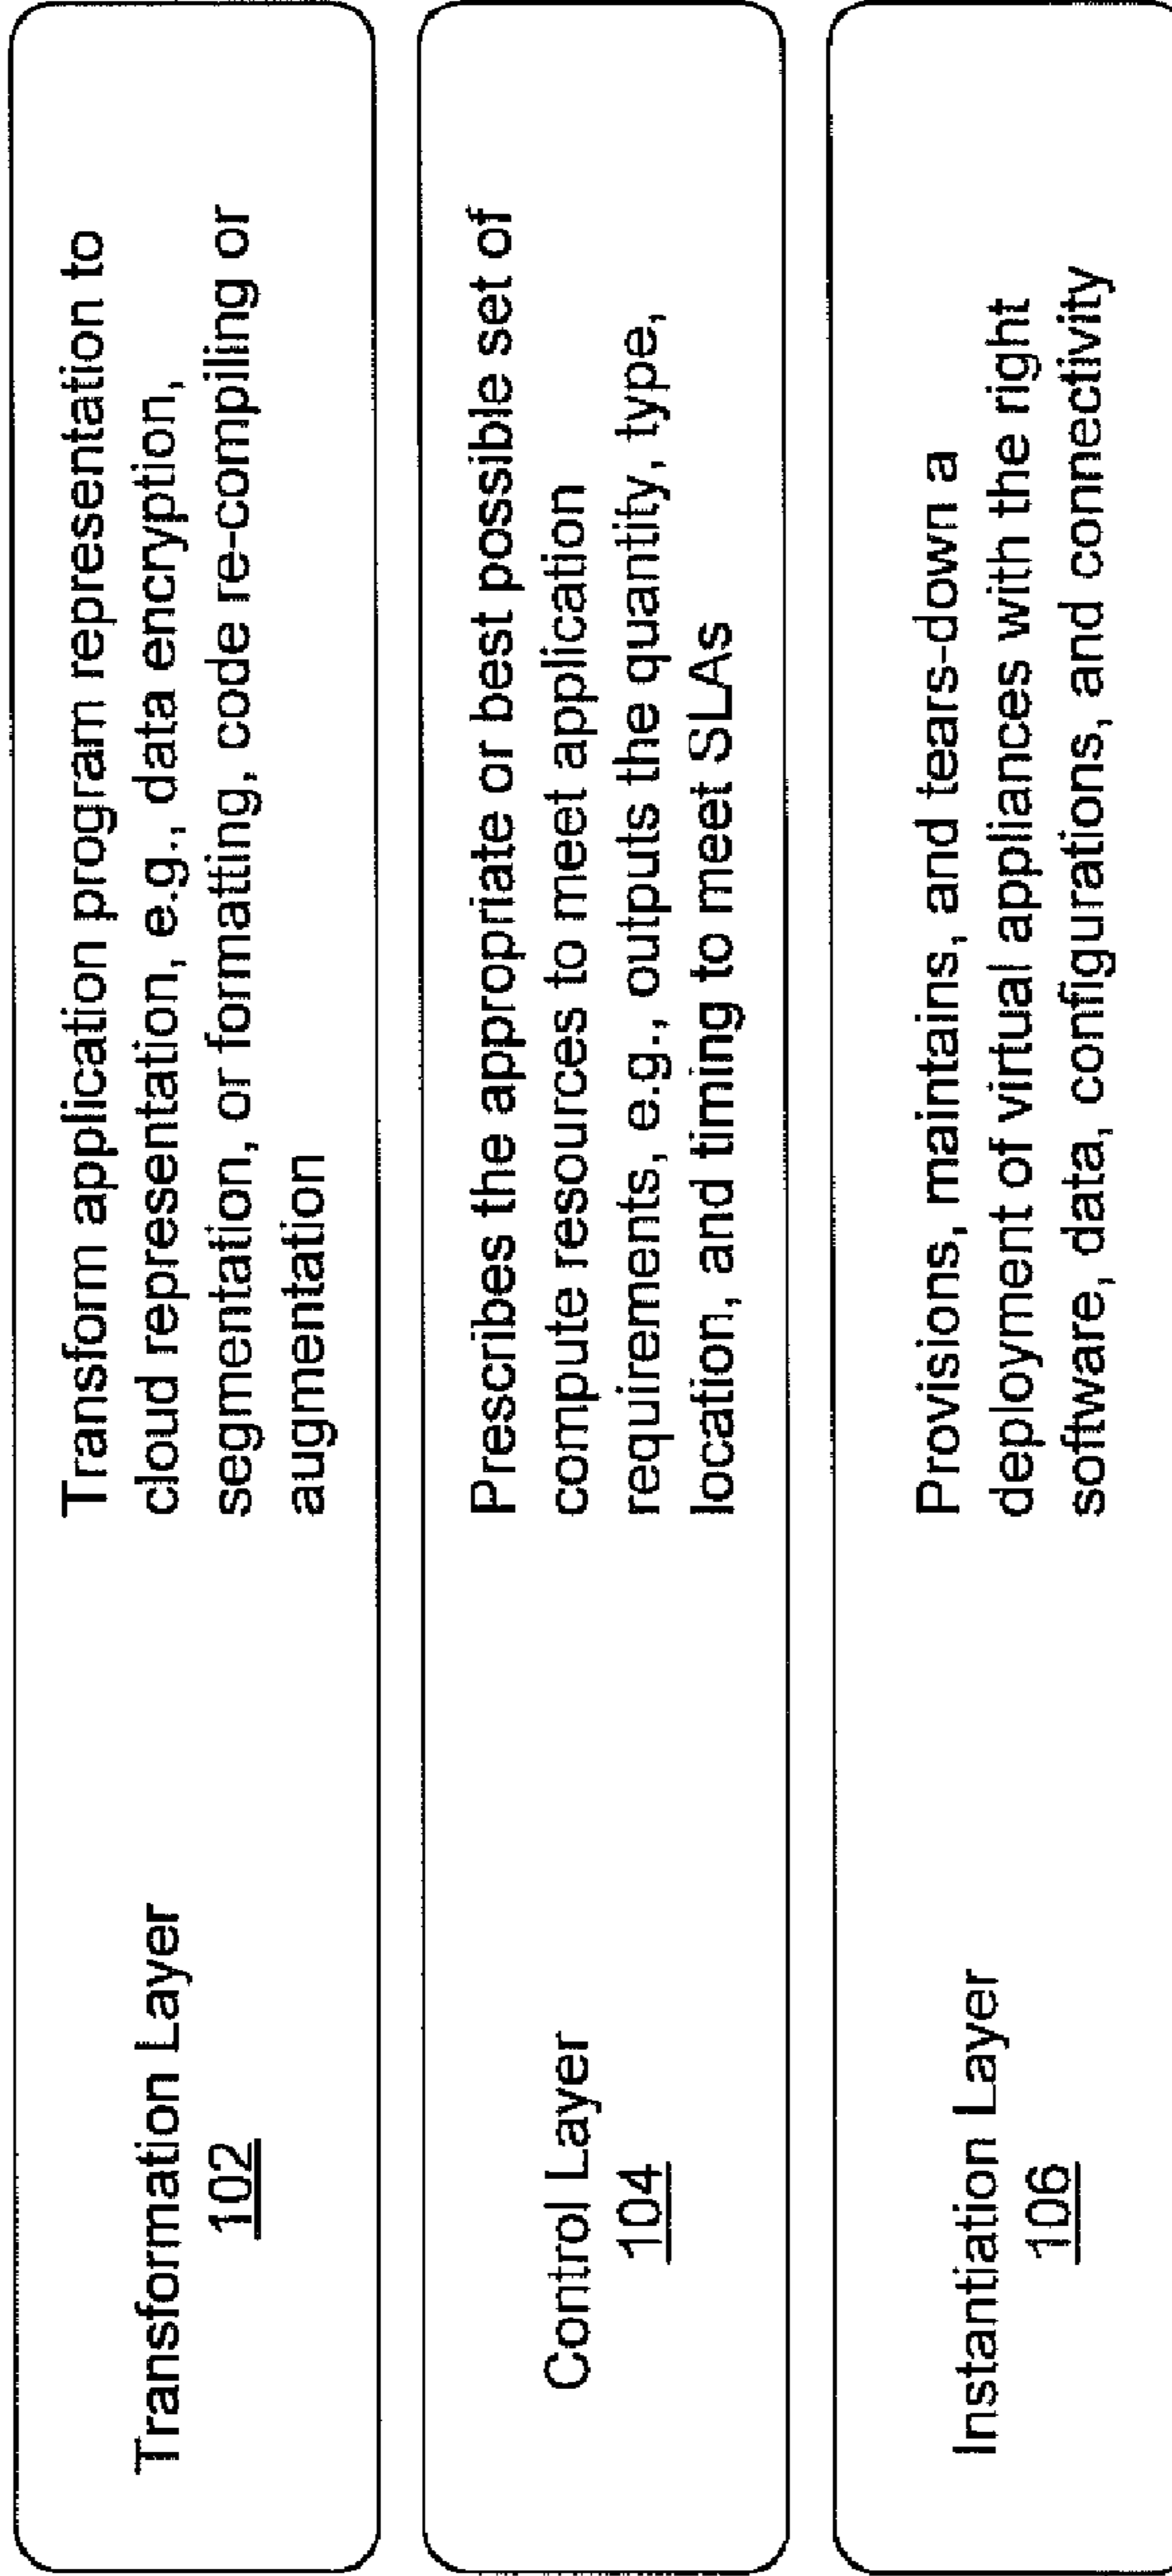 Transformation Layer
102
Transform application program representation to
cloud representation, e.g., data encryption,
segmentation, or formatting, code re-compiling or
augmentation
Control Layer
104
Prescribes the appropriate or best possible set of
compute resources to meet application
requirements, e.g., outputs the quantity, type,
location, and timing to meet SLAs
Instantiation Layer
106
Provisions, maintains, and tears-down a
deployment of virtual appliances with the right
software, data, configurations, and connectivity